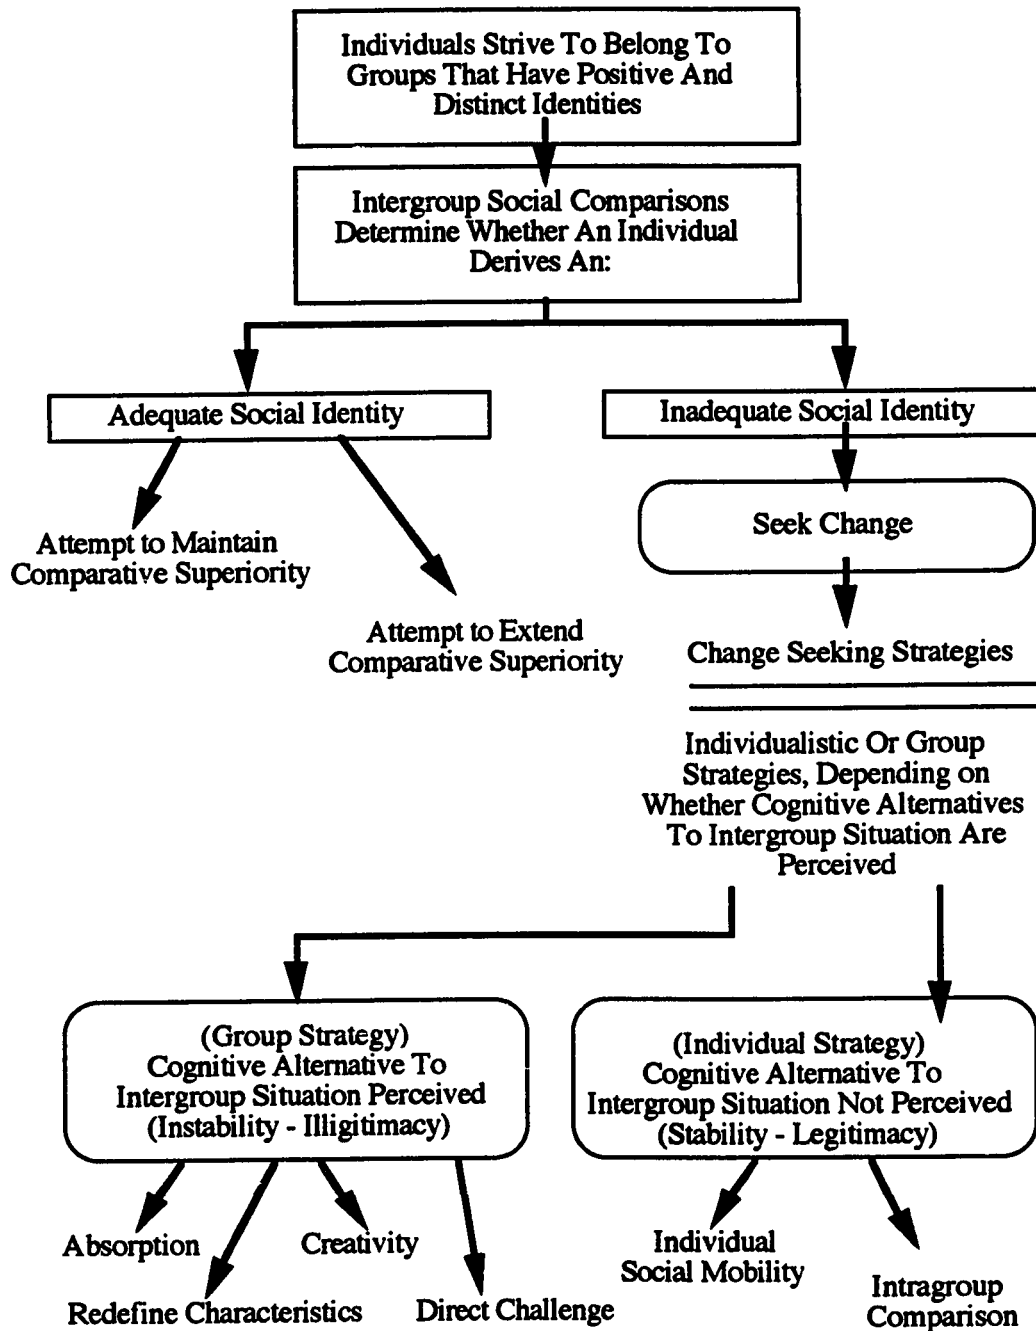 Individuals Strive To Belong To
Groups That Have Positive And
Distinct Identities
Intergroup Social Comparisons
Determine Whether An Individual
Derives An:
Adequate Social Identity
Inadequate Social Identity
Seek Change
Attempt to Maintain
Comparative Superiority
Attempt to Extend
Comparative Superiority
Change Seeking Strategies
Individualistic Or Group
Strategies, Depending on
Whether Cognitive Alternatives
To Intergroup Situation Are
Perceived
(Group Strategy)
Cognitive Alternative To
Intergroup Situation Perceived
(Instability - Illigitimacy)
(Individual Strategy)
Cognitive Alternative To
Intergroup Situation Not Perceived
(Stability - Legitimacy)
Absorption
Creativity
Redefine Characteristics
Direct Challenge
Individual
Social Mobility
Intragroup
Comparison